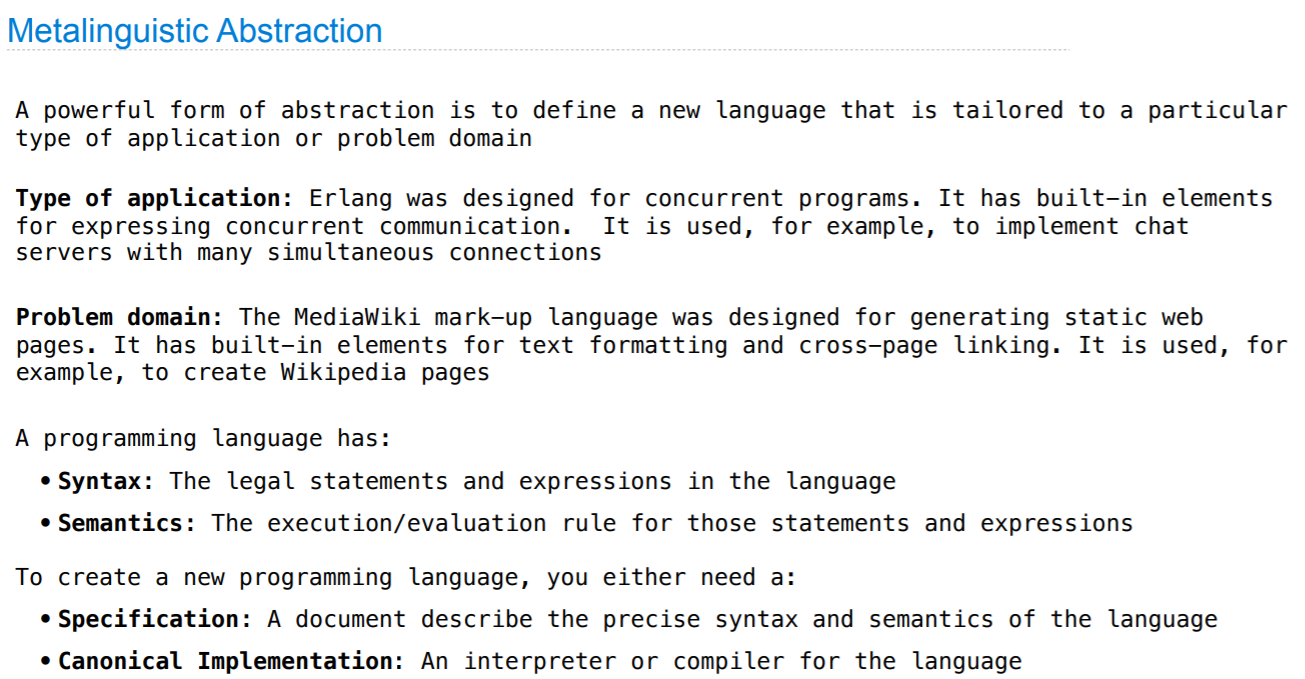 Metalinguistic Abstraction
A powerful form of abstraction is to define a new language that is tailored to a particular
type of application or problem domain
Type of application: Erlang was designed for concurrent programs. It has built-in elements
for expressing concurrent communication.  It is used, for example, to implement chat
servers with many simultaneous connections
Problem domain: The MediaWiki mark-up language was designed for generating static web
pages. It has built-in elements for text formatting and cross-page linking. It is used, for
example, to create Wikipedia pages
A programming language has:
• Syntax: The legal statements and expressions in the language
• Semantics: The execution/evaluation rule for those statements and expressions
To create a new programming language, you either need a:
• Specification: A document describe the precise syntax and semantics of the language
• Canonical Implementation: An interpreter or compiler for the language